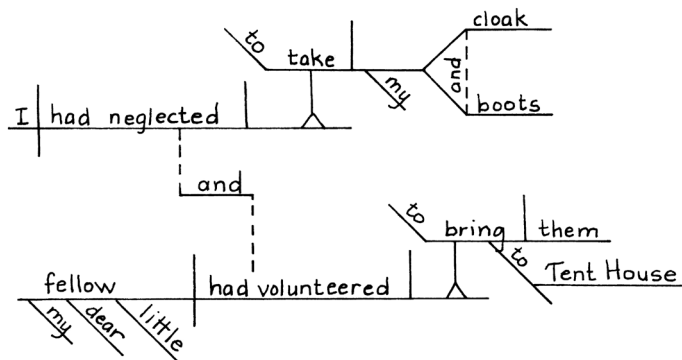 cloak
to take my and
boots
I had neglected
and
to bring them
to Tent House
fellow had volunteered
my dear little